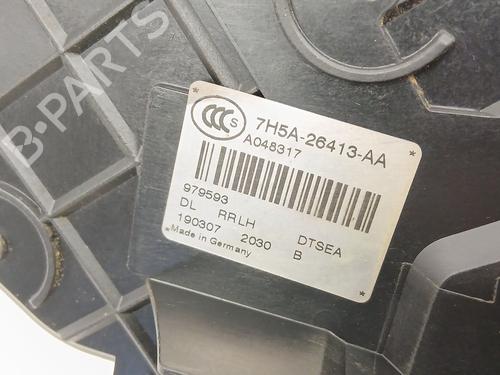 B-PARTS
CCC S
7H5A-26413-AA
A048317
979593
DL RRLH DTSEA
190307 2030 B
Made in Germany